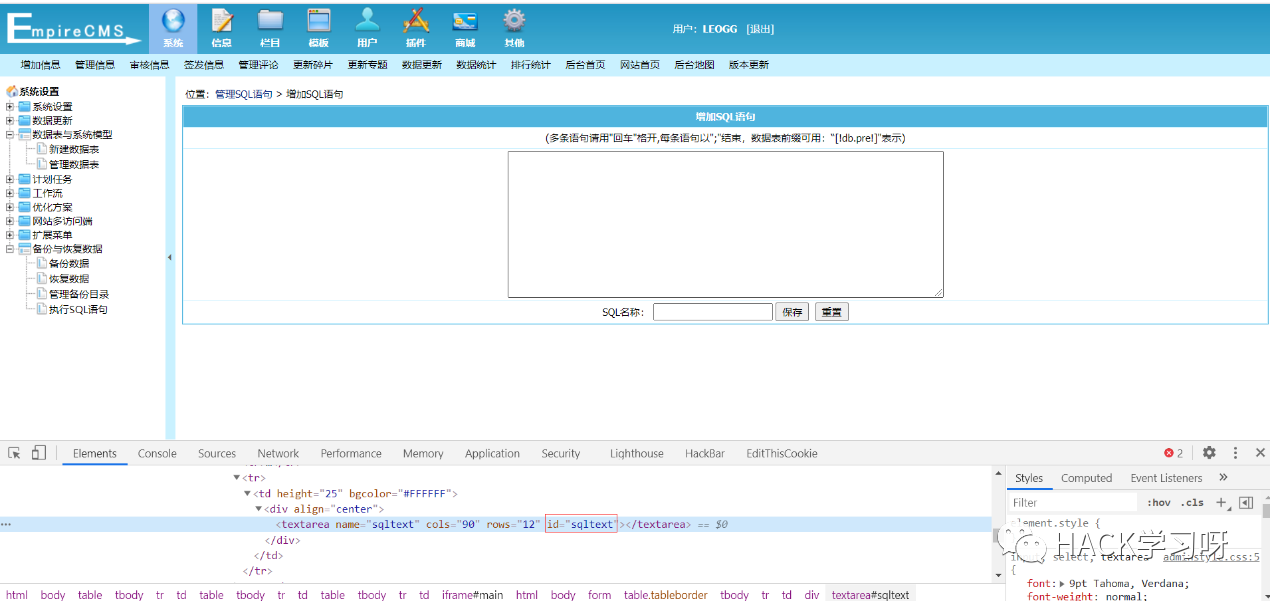 EmpireCMS
系统 信息 栏目 模板 用户 插件 商城 其他
用户：LEOGG [退出]
增加信息 管理信息 审核信息 签发信息 管理评论 更新碎片 更新专题 数据更新 数据统计 排行统计 后台首页 网站首页 后台地图 版本更新
系统设置
系统设置
数据更新
数据表与系统模型
新建数据表
管理数据表
计划任务
工作流
优化方案
网站多访问端
扩展菜单
备份与恢复数据
备份数据
恢复数据
管理备份目录
执行SQL语句
位置：管理SQL语句 > 增加SQL语句
增加SQL语句
(多条语句请用"回车"格开,每条语句以";"结束，数据表前缀可用："[!db.pre!]"表示)
SQL名称： 保存 重置
Elements Console Sources Network Performance Memory Application Security Lighthouse HackBar EditThisCookie 2
<tr>
<td height="25" bgcolor="#FFFFFF">
<div align="center">
<textarea name="sqltext" cols="90" rows="12" id="sqltext"></textarea> == $0
</div>
</td>
</tr>
html body table tbody tr td table tbody tr td table tbody tr td iframe#main html body form table.tableborder tbody tr td div textarea#sqltext
Styles Computed Event Listeners »
Filter :hov .cls +
element.style {
input, select, textarea adminstyle.css:5
{
font: 9pt Tahoma, Verdana;
font-weight: normal;
HACK学习呀